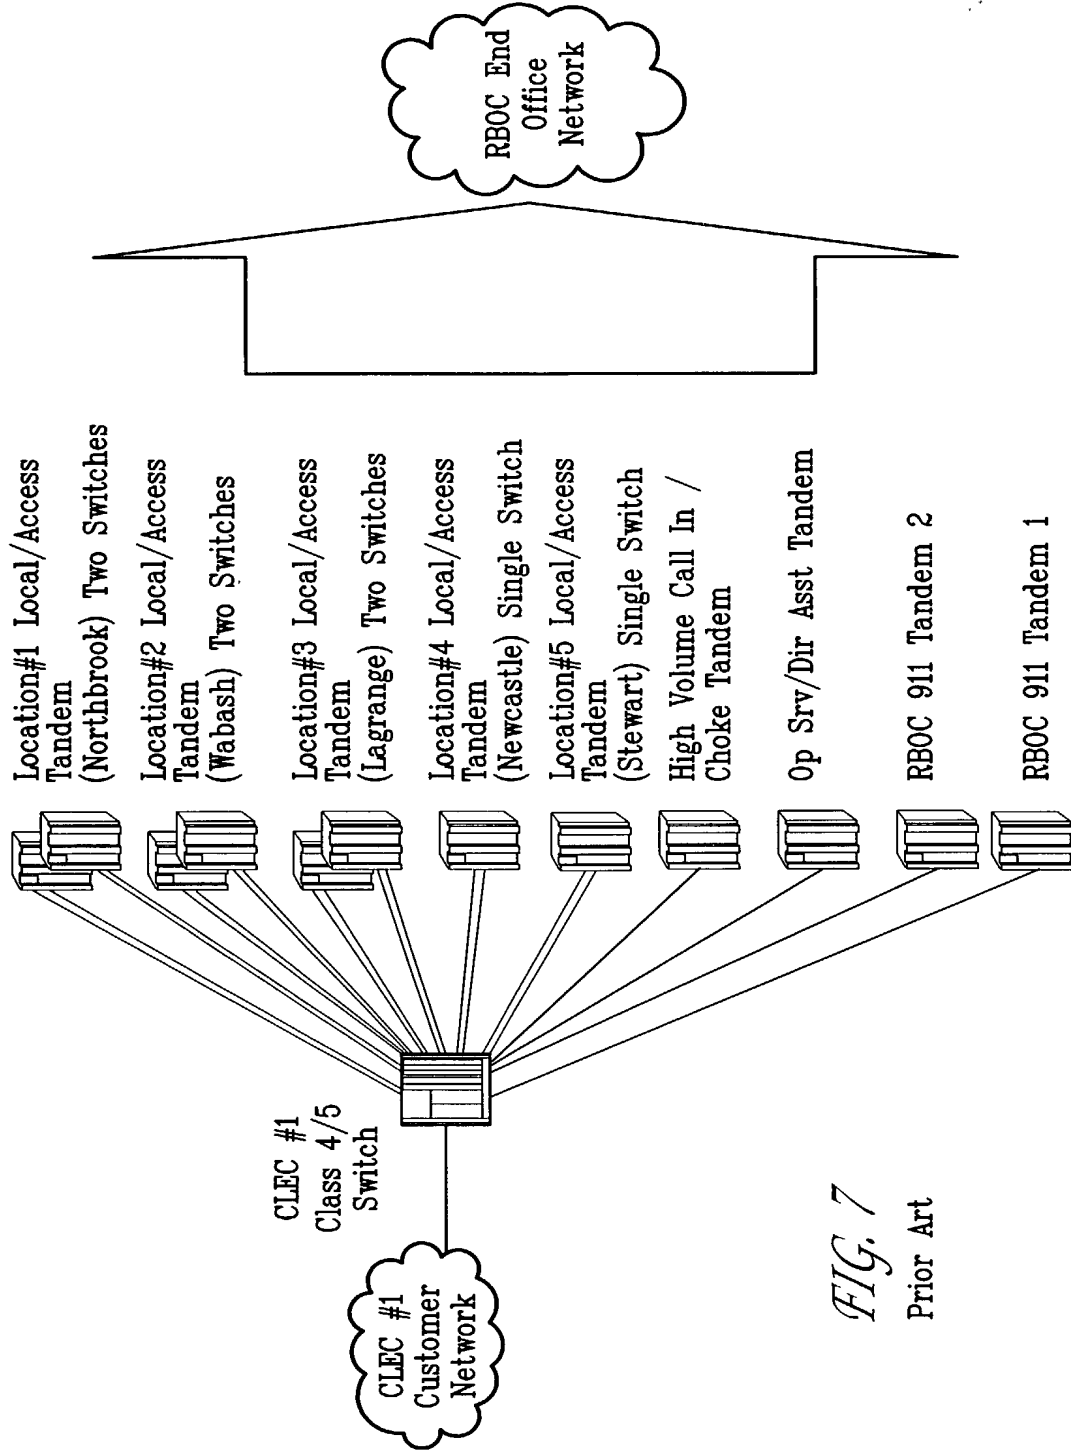 RBOC End
Office
Network
Location#1 Local/Access
Tandem
(Northbrook) Two Switches
Location#2 Local/Access
Tandem
(Wabash) Two Switches
Location#3 Local/Access
Tandem
(Lagrange) Two Switches
Location#4 Local/Access
Tandem
(Newcastle) Single Switch
Location#5 Local/Access
Tandem
(Stewart) Single Switch
High Volume Call In /
Choke Tandem
Op Srv/Dir Asst Tandem
RBOC 911 Tandem 2
RBOC 911 Tandem 1
CLEC #1
Class 4/5
Switch
CLEC #1
Customer
Network
FIG. 7
Prior Art